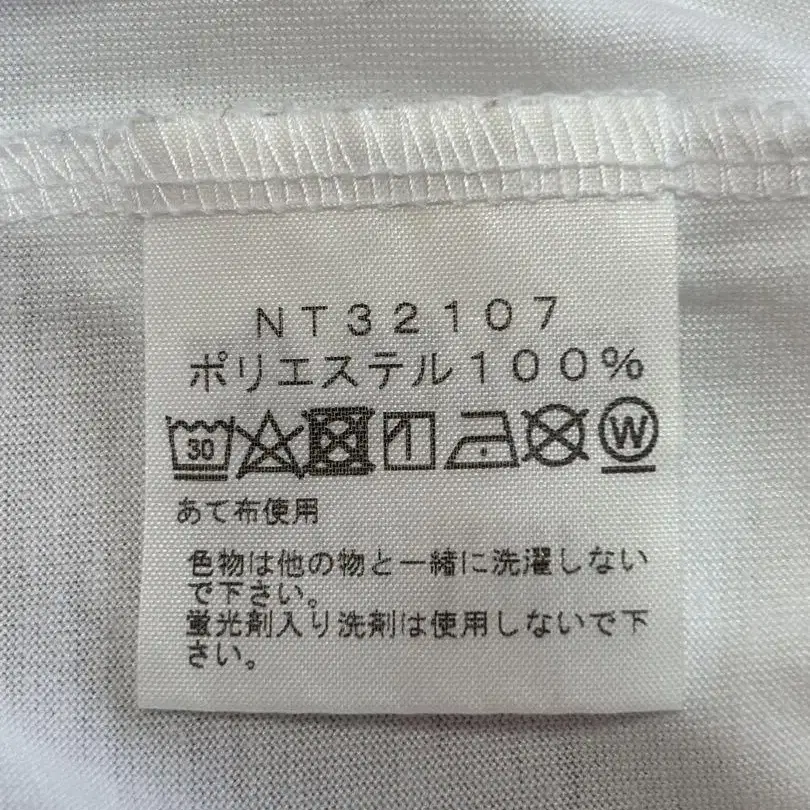 NT32107
ポリエステル100%
30 W
あて布使用
色物は他の物と一緒に洗濯しない
で下さい。
蛍光剤入り洗剤は使用しないで下
さい。